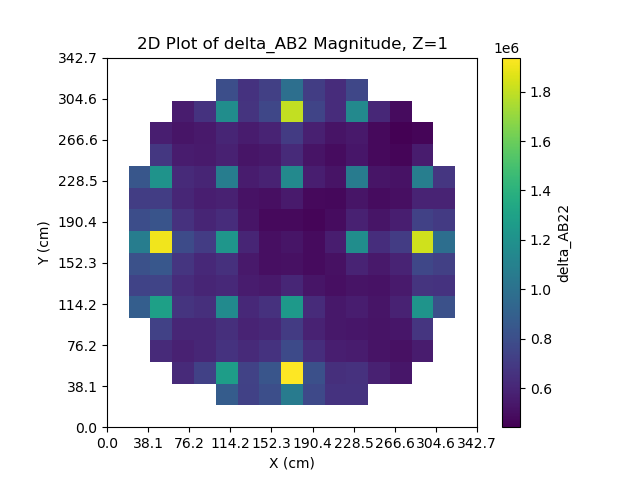 2D Plot of delta_AB2 Magnitude, Z=1
1e6
342.7
304.6
266.6
228.5
190.4
152.3
114.2
76.2
38.1
0.0
Y (cm)
0.0 38.1 76.2 114.2 152.3 190.4 228.5 266.6 304.6 342.7
X (cm)
1.8
1.6
1.4
1.2
1.0
0.8
0.6
delta_AB22